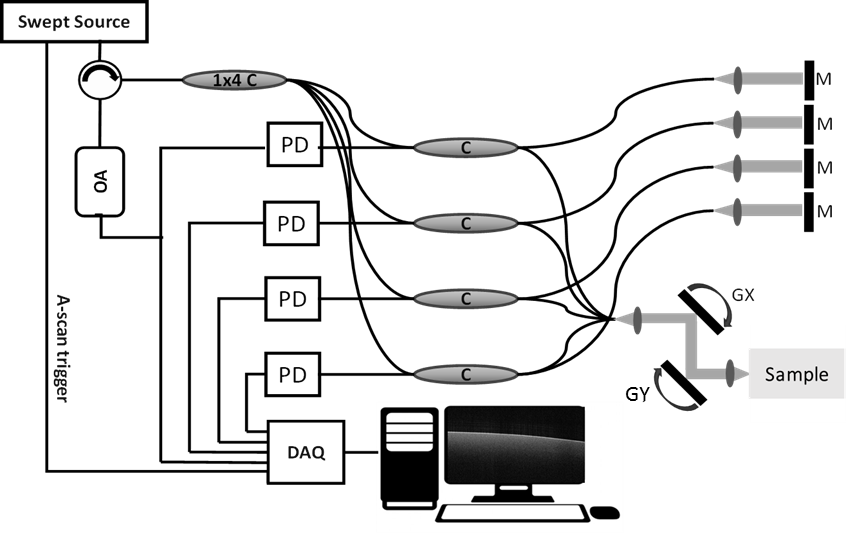 Swept Source
1x4 C
M
M
M
M
PD
C
OA
PD
C
A-scan trigger
PD
C
GX
PD
C
Sample
GY
DAQ